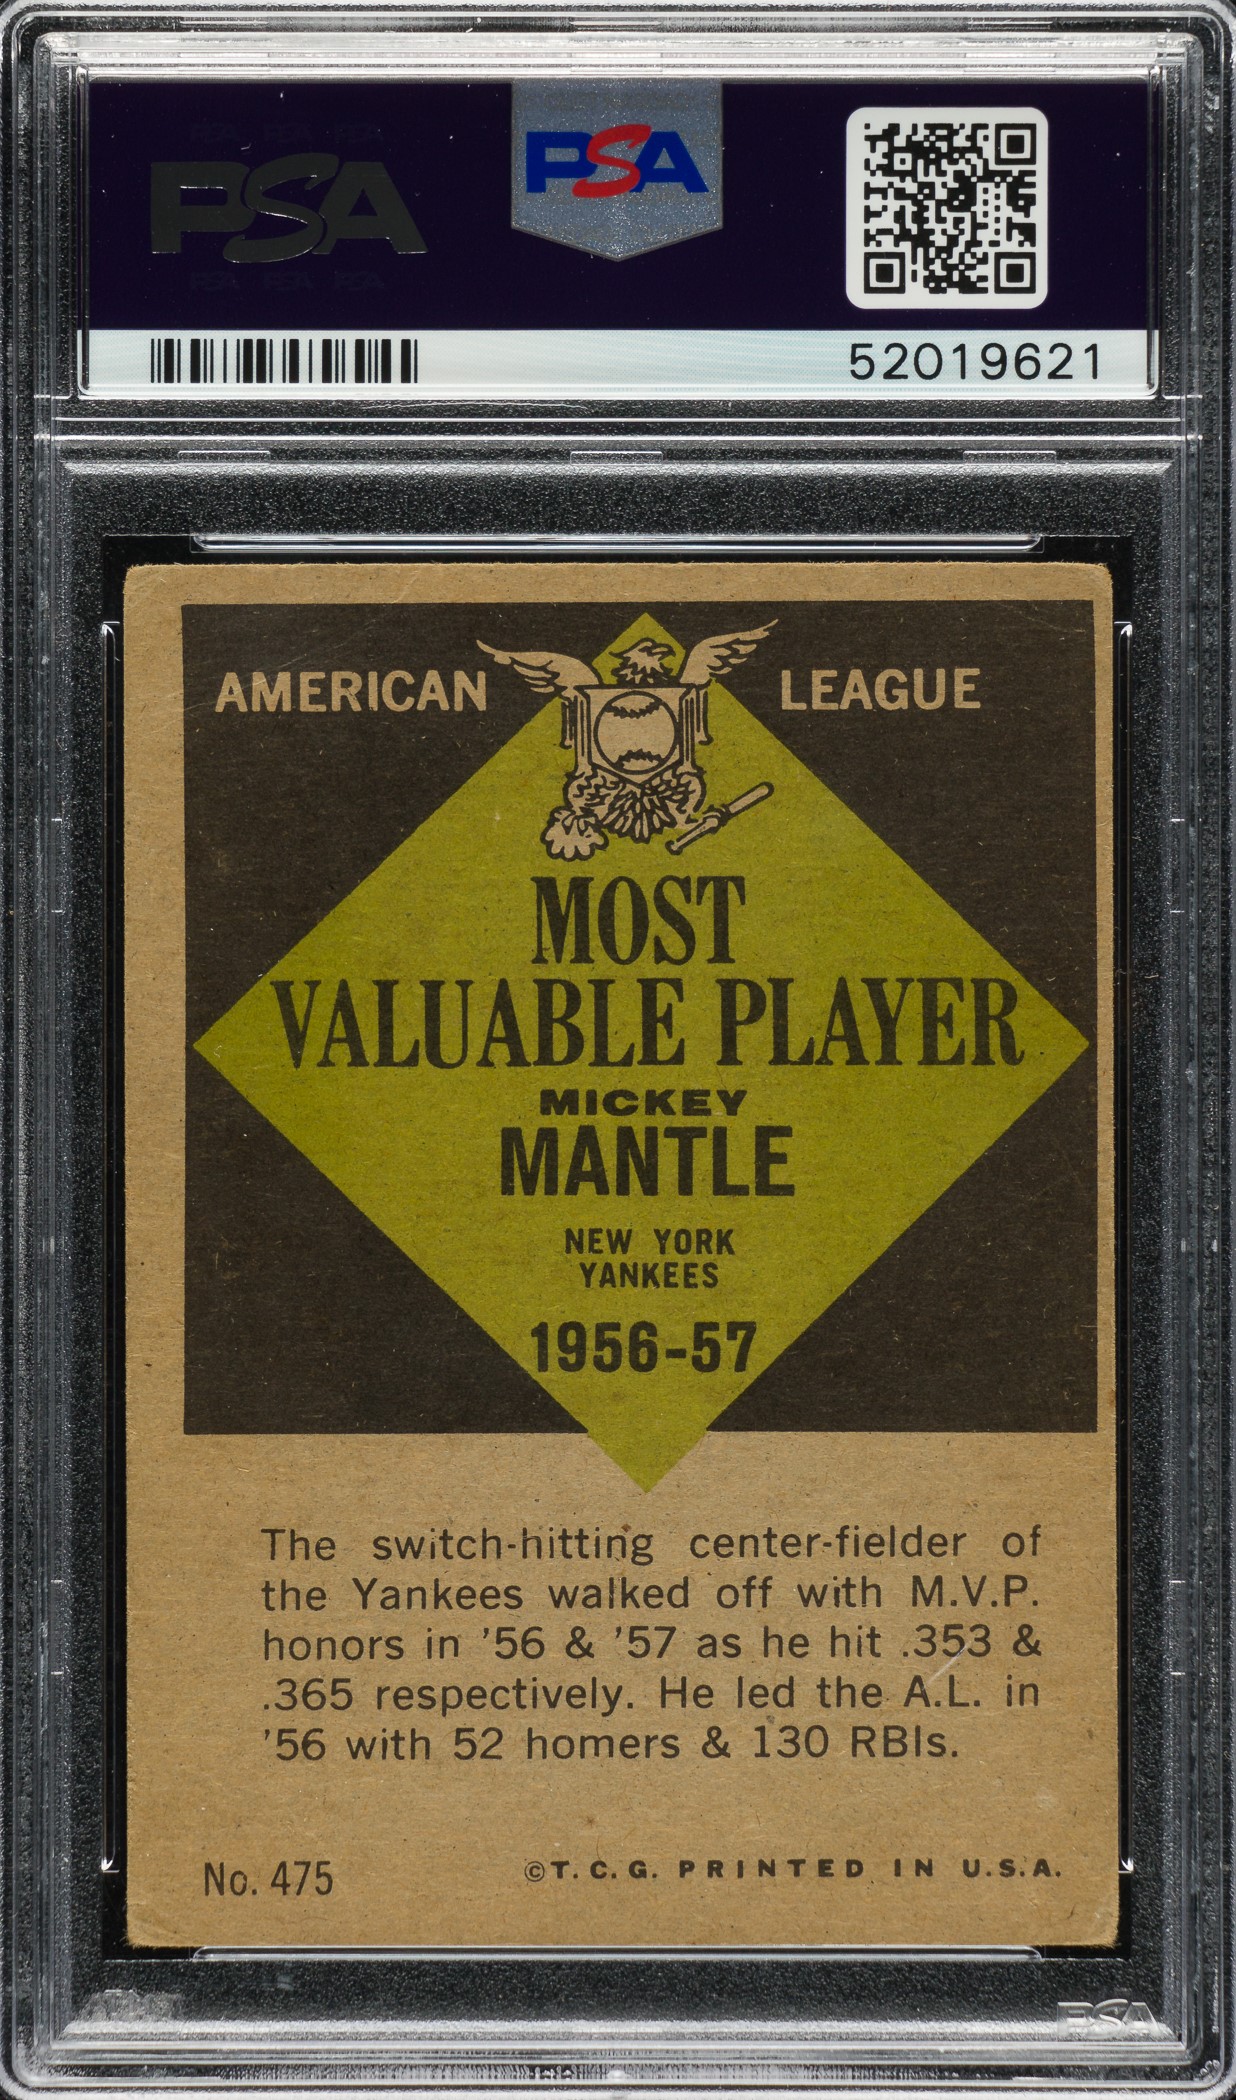 PSA
PSA
52019621
AMERICAN LEAGUE
MOST
VALUABLE PLAYER
MICKEY
MANTLE
NEW YORK
YANKEES
1956-57
The switch-hitting center-fielder of
the Yankees walked off with M.V.P.
honors in '56 & '57 as he hit .353 &
.365 respectively. He led the A.L. in
'56 with 52 homers & 130 RBIs.
No. 475
©T.C.G. PRINTED IN U.S.A.
PSA